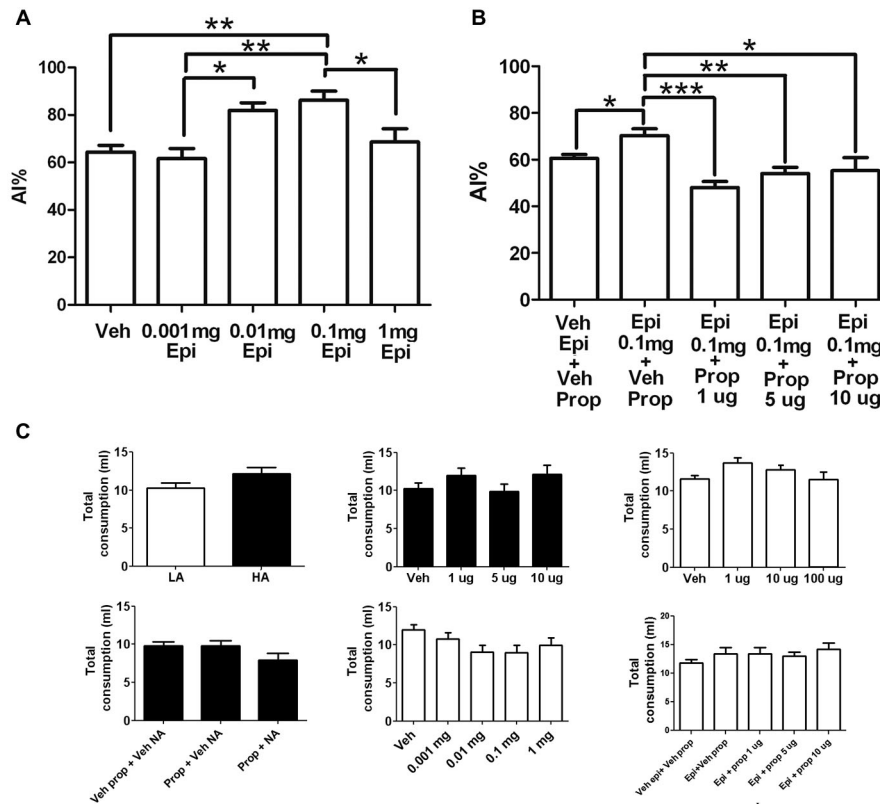 A
**
**
*
*
100
80
60
40
20
0
AI%
Veh
0.001mg
Epi
0.01mg
Epi
0.1mg
Epi
1mg
Epi
B
*
**
*
***
100
80
60
40
20
0
AI%
Veh
Epi
+
Veh
Prop
Epi
0.1mg
+
Veh
Prop
Epi
0.1mg
+
Prop
1 ug
Epi
0.1mg
+
Prop
5 ug
Epi
0.1mg
+
Prop
10 ug
C
Total
consumption (ml)
15
10
5
0
LA
HA
Total
consumption (ml)
15
10
5
0
Veh
1 ug
5 ug
10 ug
Total
consumption (ml)
15
10
5
0
Veh
1 ug
10 ug
100 ug
Total
consumption (ml)
15
10
5
0
Veh prop + Veh NA
Prop + Veh NA
Prop + NA
Total
consumption (ml)
15
10
5
0
Veh
0.001 mg
0.01 mg
0.1 mg
1 mg
Total
consumption (ml)
20
15
10
5
0
Veh epi+ Veh prop
Epi+Veh prop
Epi + prop 1 ug
Epi + prop 5 ug
Epi + prop 10 ug